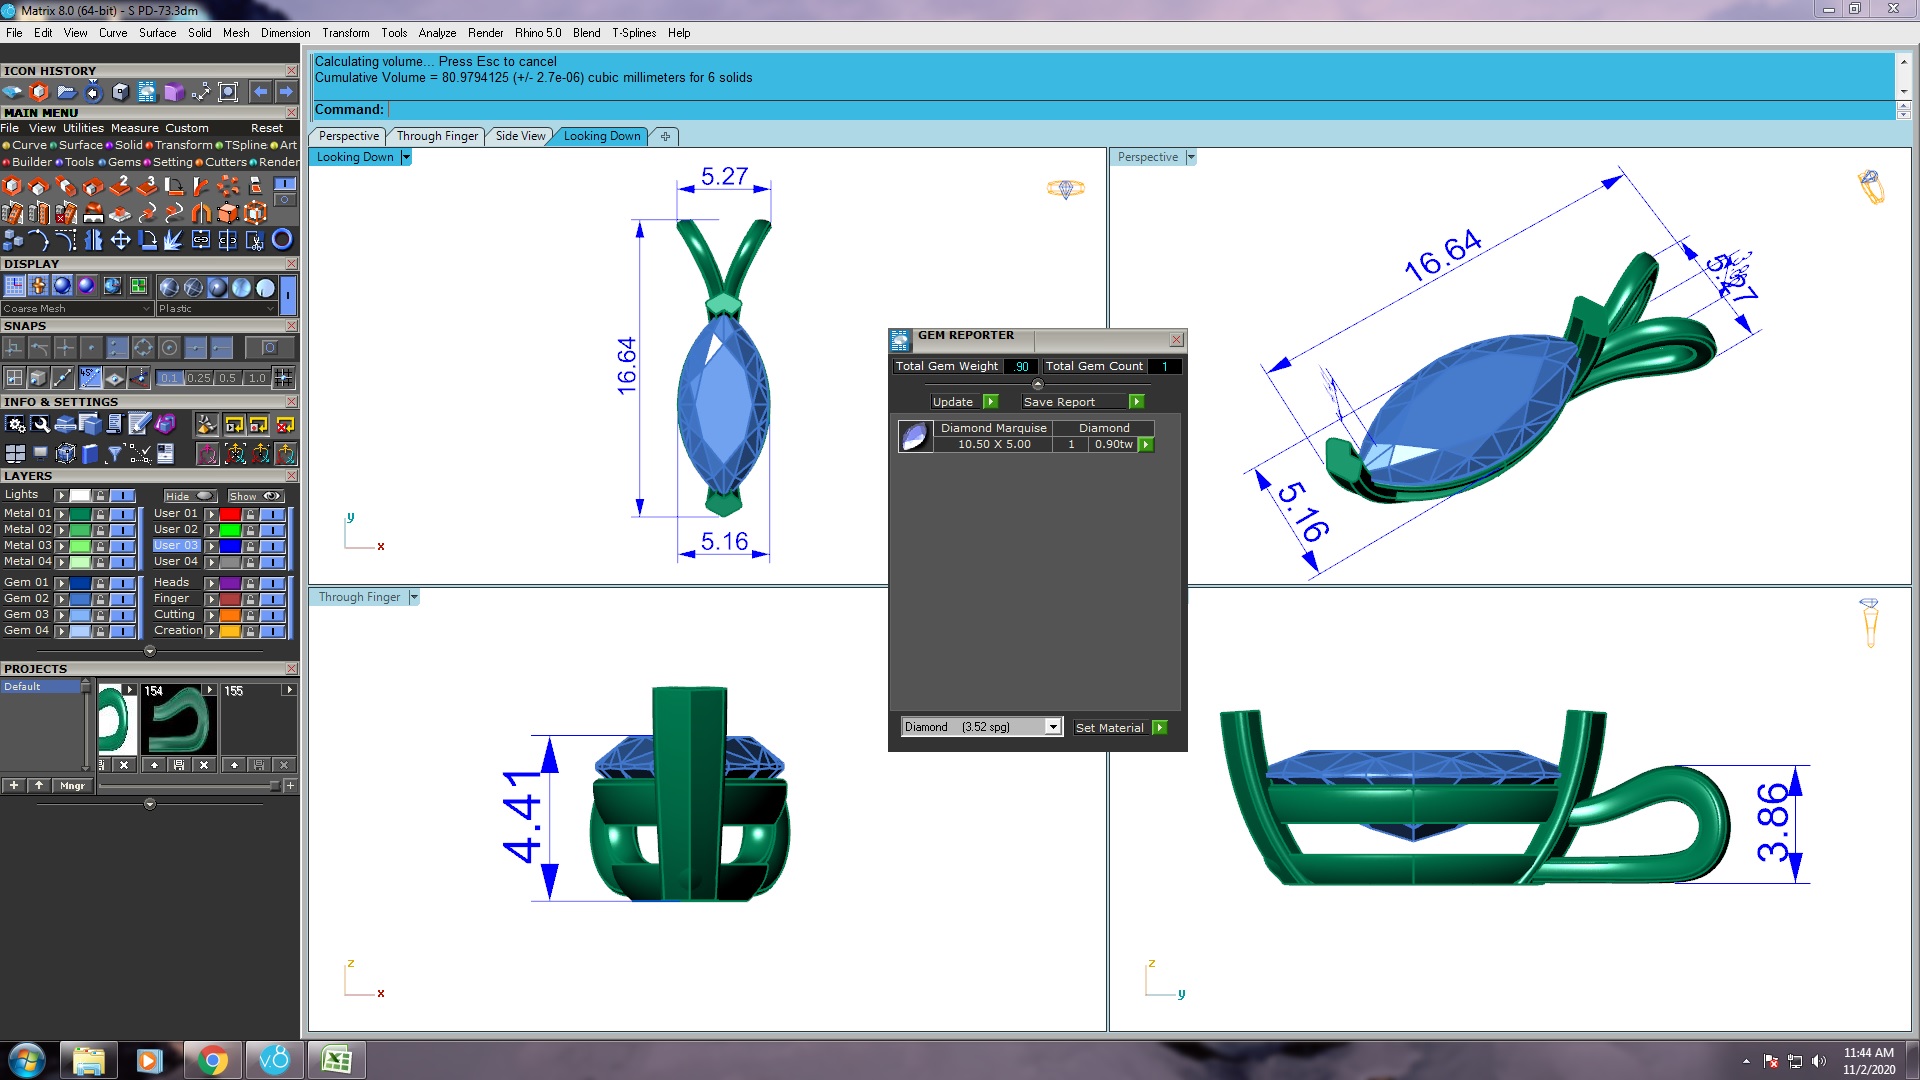 Matrix 8.0 (64-bit) - S PD-73.3dm
File Edit View Curve Surface Solid Mesh Dimension Transform Tools Analyze Render Rhino 5.0 Blend T-Splines Help
Calculating volume... Press Esc to cancel
Cumulative Volume = 80.9794125 (+/- 2.7e-06) cubic millimeters for 6 solids
Command:
ICON HISTORY
MAIN MENU
File View Utilities Measure Custom Reset
Curve Surface Solid Transform TSpline Art
Builder Tools Gems Setting Cutters Render
DISPLAY
Coarse Mesh Plastic
SNAPS
45°
0.1 0.25 0.5 1.0
INFO & SETTINGS
LAYERS
Lights Hide Show
Metal 01 User 01
Metal 02 User 02
Metal 03 User 03
Metal 04 User 04
Gem 01 Heads
Gem 02 Finger
Gem 03 Cutting
Gem 04 Creation
PROJECTS
Default
154 155
Mngr
Perspective Through Finger Side View Looking Down
Looking Down
5.27
16.64
5.16
y
x
Perspective
16.64
5.27
5.16
GEM REPORTER
Total Gem Weight .90 Total Gem Count 1
Update Save Report
Diamond Marquise Diamond
10.50 X 5.00 1 0.90tw
Diamond (3.52 spg) Set Material
Through Finger
4.41
z
x
3.86
z
y
v8
11:44 AM
11/2/2020